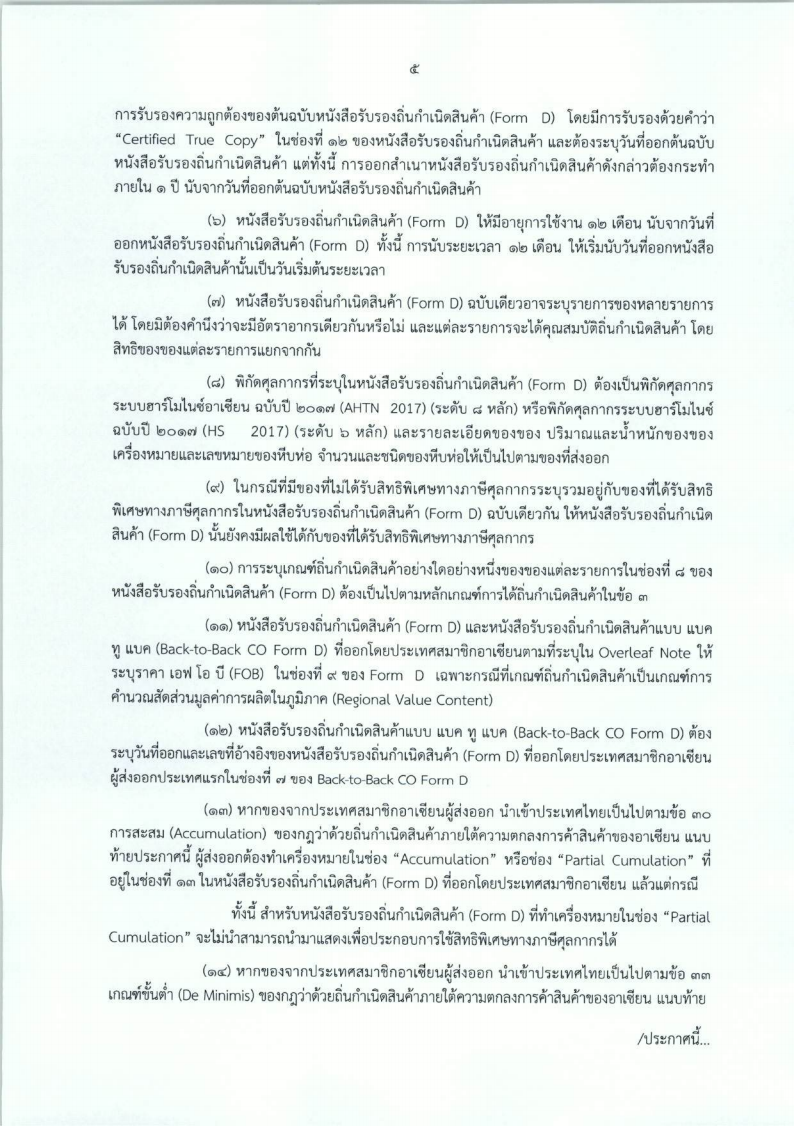 ๕
การรับรองความถูกต้องของต้นฉบับหนังสือรับรองถิ่นกำเนิดสินค้า (Form D) โดยมีการรับรองด้วยคำว่า
“Certified True Copy” ในช่องที่ ๑๒ ของหนังสือรับรองถิ่นกำเนิดสินค้า และต้องระบุวันที่ออกต้นฉบับ
หนังสือรับรองถิ่นกำเนิดสินค้า แต่ทั้งนี้ การออกสำเนาหนังสือรับรองถิ่นกำเนิดสินค้าดังกล่าวต้องกระทำ
ภายใน ๑ ปี นับจากวันที่ออกต้นฉบับหนังสือรับรองถิ่นกำเนิดสินค้า
(๖) หนังสือรับรองถิ่นกำเนิดสินค้า (Form D) ให้มีอายุการใช้งาน ๑๒ เดือน นับจากวันที่
ออกหนังสือรับรองถิ่นกำเนิดสินค้า (Form D) ทั้งนี้ การนับระยะเวลา ๑๒ เดือน ให้เริ่มนับวันที่ออกหนังสือ
รับรองถิ่นกำเนิดสินค้านั้นเป็นวันเริ่มต้นระยะเวลา
(๗) หนังสือรับรองถิ่นกำเนิดสินค้า (Form D) ฉบับเดียวอาจระบุรายการของหลายรายการ
ได้ โดยมิต้องคำนึงว่าจะมีอัตราอากรเดียวกันหรือไม่ และแต่ละรายการจะได้คุณสมบัติถิ่นกำเนิดสินค้า โดย
สิทธิของของแต่ละรายการแยกจากกัน
(๘) พิกัดศุลกากรที่ระบุในหนังสือรับรองถิ่นกำเนิดสินค้า (Form D) ต้องเป็นพิกัดศุลกากร
ระบบฮาร์โมไนซ์อาเซียน ฉบับปี ๒๐๑๗ (AHTN 2017) (ระดับ ๘ หลัก) หรือพิกัดศุลกากรระบบฮาร์โมไนซ์
ฉบับปี ๒๐๑๗ (HS 2017) (ระดับ ๖ หลัก) และรายละเอียดของของ ปริมาณและน้ำหนักของของ
เครื่องหมายและเลขหมายของหีบห่อ จำนวนและชนิดของหีบห่อให้เป็นไปตามของที่ส่งออก
(๙) ในกรณีที่มีของที่ไม่ได้รับสิทธิพิเศษทางภาษีศุลกากรระบุรวมอยู่กับของที่ได้รับสิทธิ
พิเศษทางภาษีศุลกากรในหนังสือรับรองถิ่นกำเนิดสินค้า (Form D) ฉบับเดียวกัน ให้หนังสือรับรองถิ่นกำเนิด
สินค้า (Form D) นั้นยังคงมีผลใช้ได้กับของที่ได้รับสิทธิพิเศษทางภาษีศุลกากร
(๑๐) การระบุเกณฑ์ถิ่นกำเนิดสินค้าอย่างใดอย่างหนึ่งของของแต่ละรายการในช่องที่ ๘ ของ
หนังสือรับรองถิ่นกำเนิดสินค้า (Form D) ต้องเป็นไปตามหลักเกณฑ์การได้ถิ่นกำเนิดสินค้าในข้อ ๓
(๑๑) หนังสือรับรองถิ่นกำเนิดสินค้า (Form D) และหนังสือรับรองถิ่นกำเนิดสินค้าแบบ แบค
ทู แบค (Back-to-Back CO Form D) ที่ออกโดยประเทศสมาชิกอาเซียนตามที่ระบุใน Overleaf Note ให้
ระบุราคา เอฟ โอ บี (FOB) ในช่องที่ ๙ ของ Form D เฉพาะกรณีที่เกณฑ์ถิ่นกำเนิดสินค้าเป็นเกณฑ์การ
คำนวณสัดส่วนมูลค่าการผลิตในภูมิภาค (Regional Value Content)
(๑๒) หนังสือรับรองถิ่นกำเนิดสินค้าแบบ แบค ทู แบค (Back-to-Back CO Form D) ต้อง
ระบุวันที่ออกและเลขที่อ้างอิงของหนังสือรับรองถิ่นกำเนิดสินค้า (Form D) ที่ออกโดยประเทศสมาชิกอาเซียน
ผู้ส่งออกประเทศแรกในช่องที่ ๗ ของ Back-to-Back CO Form D
(๑๓) หากของจากประเทศสมาชิกอาเซียนผู้ส่งออก นำเข้าประเทศไทยเป็นไปตามข้อ ๓๐
การสะสม (Accumulation) ของกฎว่าด้วยถิ่นกำเนิดสินค้าภายใต้ความตกลงการค้าสินค้าของอาเซียน แนบ
ท้ายประกาศนี้ ผู้ส่งออกต้องทำเครื่องหมายในช่อง “Accumulation” หรือช่อง “Partial Cumulation” ที่
อยู่ในช่องที่ ๑๓ ในหนังสือรับรองถิ่นกำเนิดสินค้า (Form D) ที่ออกโดยประเทศสมาชิกอาเซียน แล้วแต่กรณี
ทั้งนี้ สำหรับหนังสือรับรองถิ่นกำเนิดสินค้า (Form D) ที่ทำเครื่องหมายในช่อง “Partial
Cumulation” จะไม่นำสามารถนำมาแสดงเพื่อประกอบการใช้สิทธิพิเศษทางภาษีศุลกากรได้
(๑๔) หากของจากประเทศสมาชิกอาเซียนผู้ส่งออก นำเข้าประเทศไทยเป็นไปตามข้อ ๓๓
เกณฑ์ขั้นต่ำ (De Minimis) ของกฎว่าด้วยถิ่นกำเนิดสินค้าภายใต้ความตกลงการค้าสินค้าของอาเซียน แนบท้าย
/ประกาศนี้...